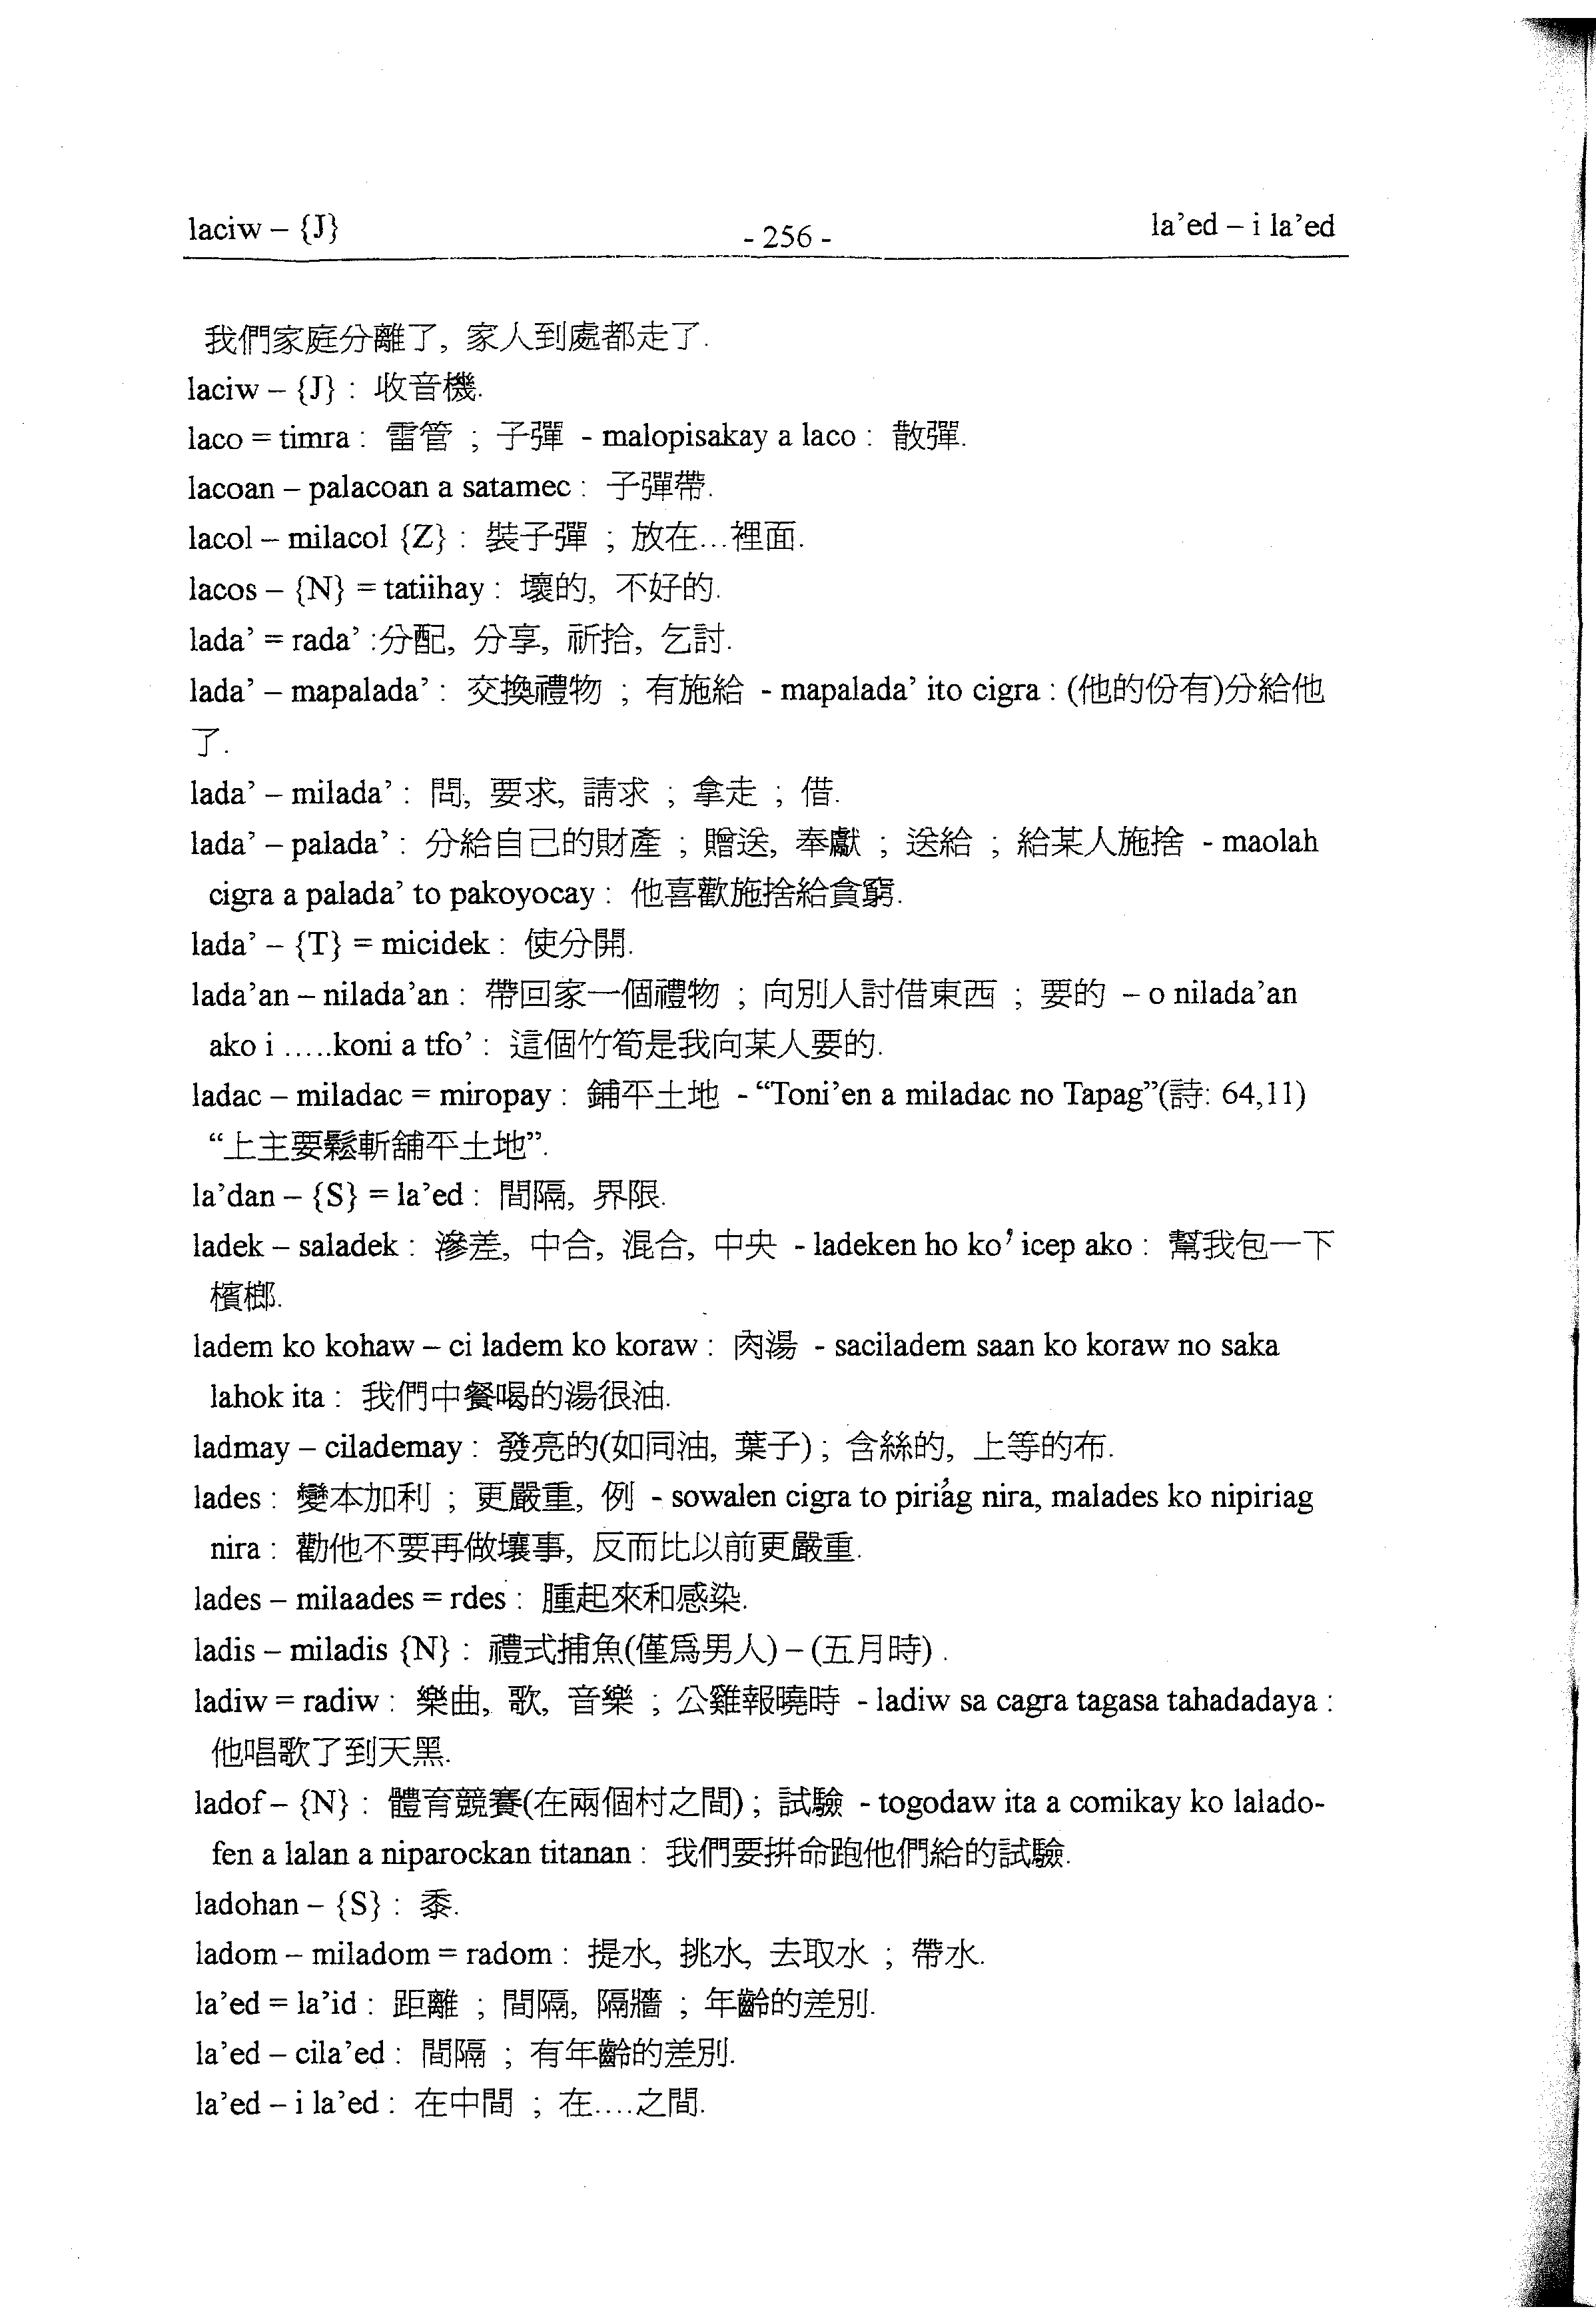 laciw – {J}
- 256 -
la’ed – i la’ed
我們家庭分離了, 家人到處都走了.
laciw – {J} : 收音機.
laco = timra : 雷管 ; 子彈 - malopisakay a laco : 散彈.
lacoan – palacoan a satamec : 子彈帶.
lacol – milacol {Z} : 裝子彈 ; 放在…裡面.
lacos – {N} = tatiihay : 壞的, 不好的.
lada’ = rada’ :分配, 分享, 祈拾, 乞討.
lada’ – mapalada’ : 交換禮物 ; 有施給 - mapalada’ ito cigra : (他的份有)分給他
了.
lada’ – milada’ : 問, 要求, 請求 ; 拿走 ; 借.
lada’ – palada’ : 分給自己的財產 ; 贈送, 奉獻 ; 送給 ; 給某人施捨 - maolah
cigra a palada’ to pakoyocay : 他喜歡施捨給貪窮.
lada’ – {T} = micidek : 使分開.
lada’an – nilada’an : 帶回家一個禮物 ; 向別人討借東西 ; 要的 – o nilada’an
ako i …..koni a tfo’ : 這個竹筍是我向某人要的.
ladac – miladac = miropay : 鋪平土地 - “Toni’en a miladac no Tapag”(詩: 64,11)
“上主要鬆斬舖平土地”.
la’dan – {S} = la’ed : 間隔, 界限.
ladek – saladek : 滲差, 中合, 混合, 中央 - ladeken ho ko’ icep ako : 幫我包一下
檳榔.
ladem ko kohaw – ci ladem ko koraw : 肉湯 - saciladem saan ko koraw no saka
lahok ita : 我們中餐喝的湯很油.
ladmay – cilademay : 發亮的(如同油, 葉子) ; 含絲的, 上等的布.
lades : 變本加利 ; 更嚴重, 例 - sowalen cigra to piriág nira, malades ko nipiriag
nira : 勸他不要再做壞事, 反而比以前更嚴重.
lades – milaades = rdes : 腫起來和感染.
ladis – miladis {N} : 禮式捕魚(僅爲男人) – (五月時) .
ladiw = radiw : 樂曲, 歌, 音樂 ; 公雞報曉時 - ladiw sa cagra tagasa tahadadaya :
他唱歌了到天黑.
ladof – {N} : 體育競賽(在兩個村之間) ; 試驗 - togodaw ita a comikay ko lalado-
fen a lalan a niparockan titanan : 我們要拚命跑他們給的試驗.
ladohan – {S} : 黍.
ladom – miladom = radom : 提水, 挑水, 去取水 ; 帶水.
la’ed = la’id : 距離 ; 間隔, 隔牆 ; 年齡的差別.
la’ed – cila’ed : 間隔 ; 有年齡的差別.
la’ed – i la’ed : 在中間 ; 在….之間.